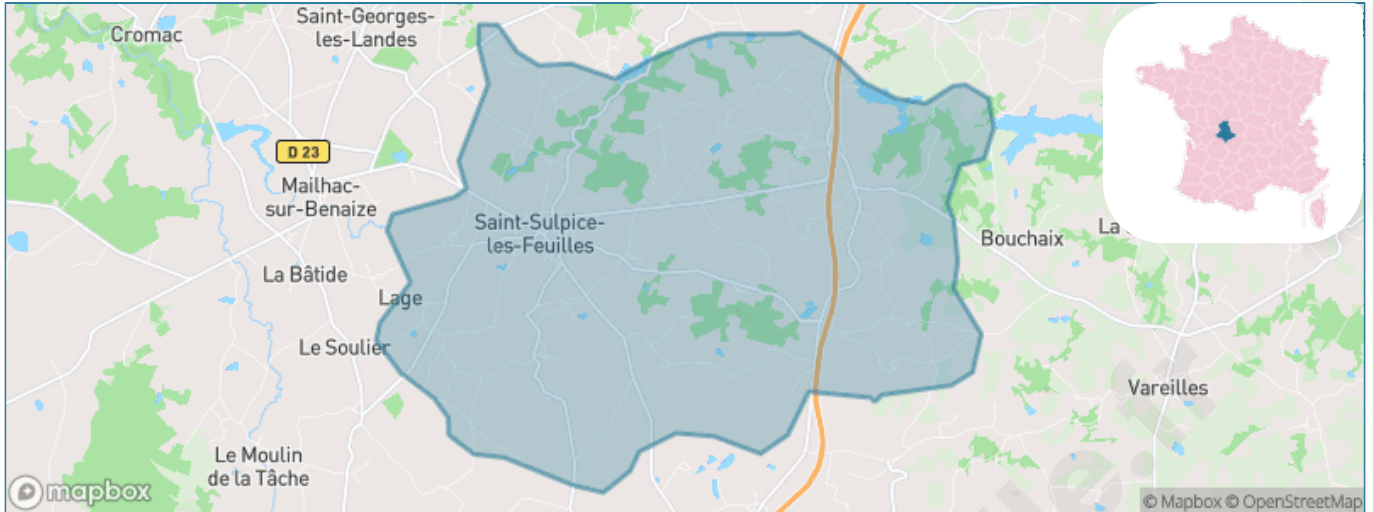 Cromac
Saint-Georges-
les-Landes
D 23
Mailhac-
sur-Benaize
Saint-Sulpice-
les-Feuilles
Bouchaix
La
La Bâtide
Lage
Le Soulier
Vareilles
Le Moulin
de la Tâche
mapbox
© Mapbox © OpenStreetMap